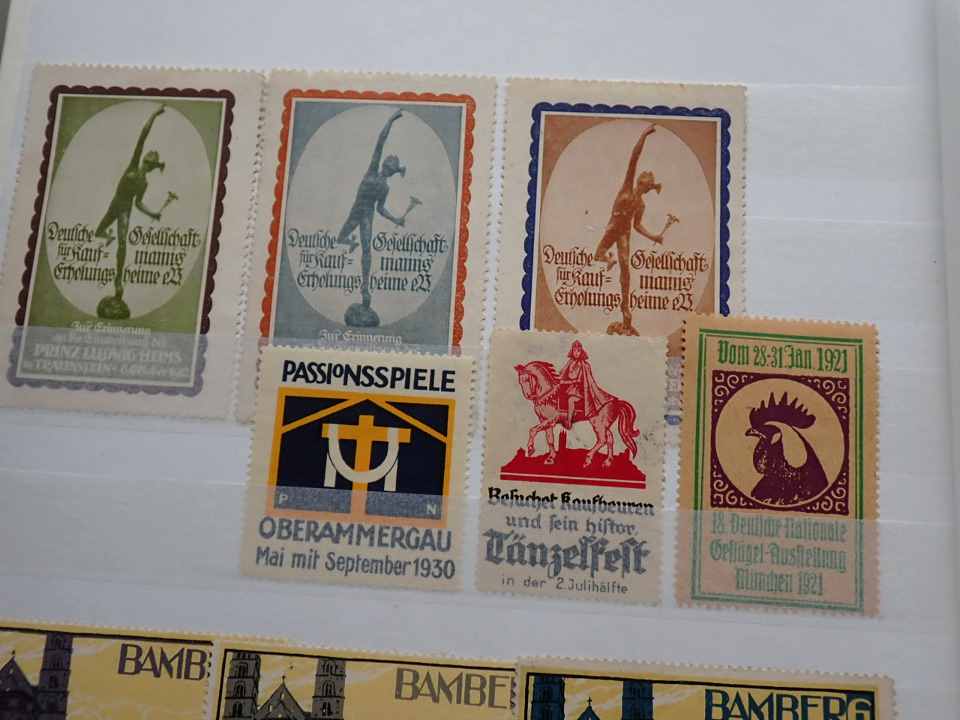 Deutsche Gesellschaft
für Kauf- manns
Erholungs heime e.V.
Zur Erinnerung
PRINZ LUDWIG HEIMS
Deutsche Gesellschaft
für Kauf- manns
Erholungs heime e.V.
Zur Erinnerung
Deutsche Gesellschaft
für Kauf- manns
Erholungs heime e.V.
PASSIONSSPIELE
P N
OBERAMMERGAU
Mai mit September 1930
Besuchet Kaufbeuren
und sein histor.
Tänzelfest
in der 2. Julihälfte
Vom 28-31 Jan. 1921
18. Deutsche Nationale
Geflügel-Ausstellung
München 1921
BAMB
BAMBE
BAMBERG